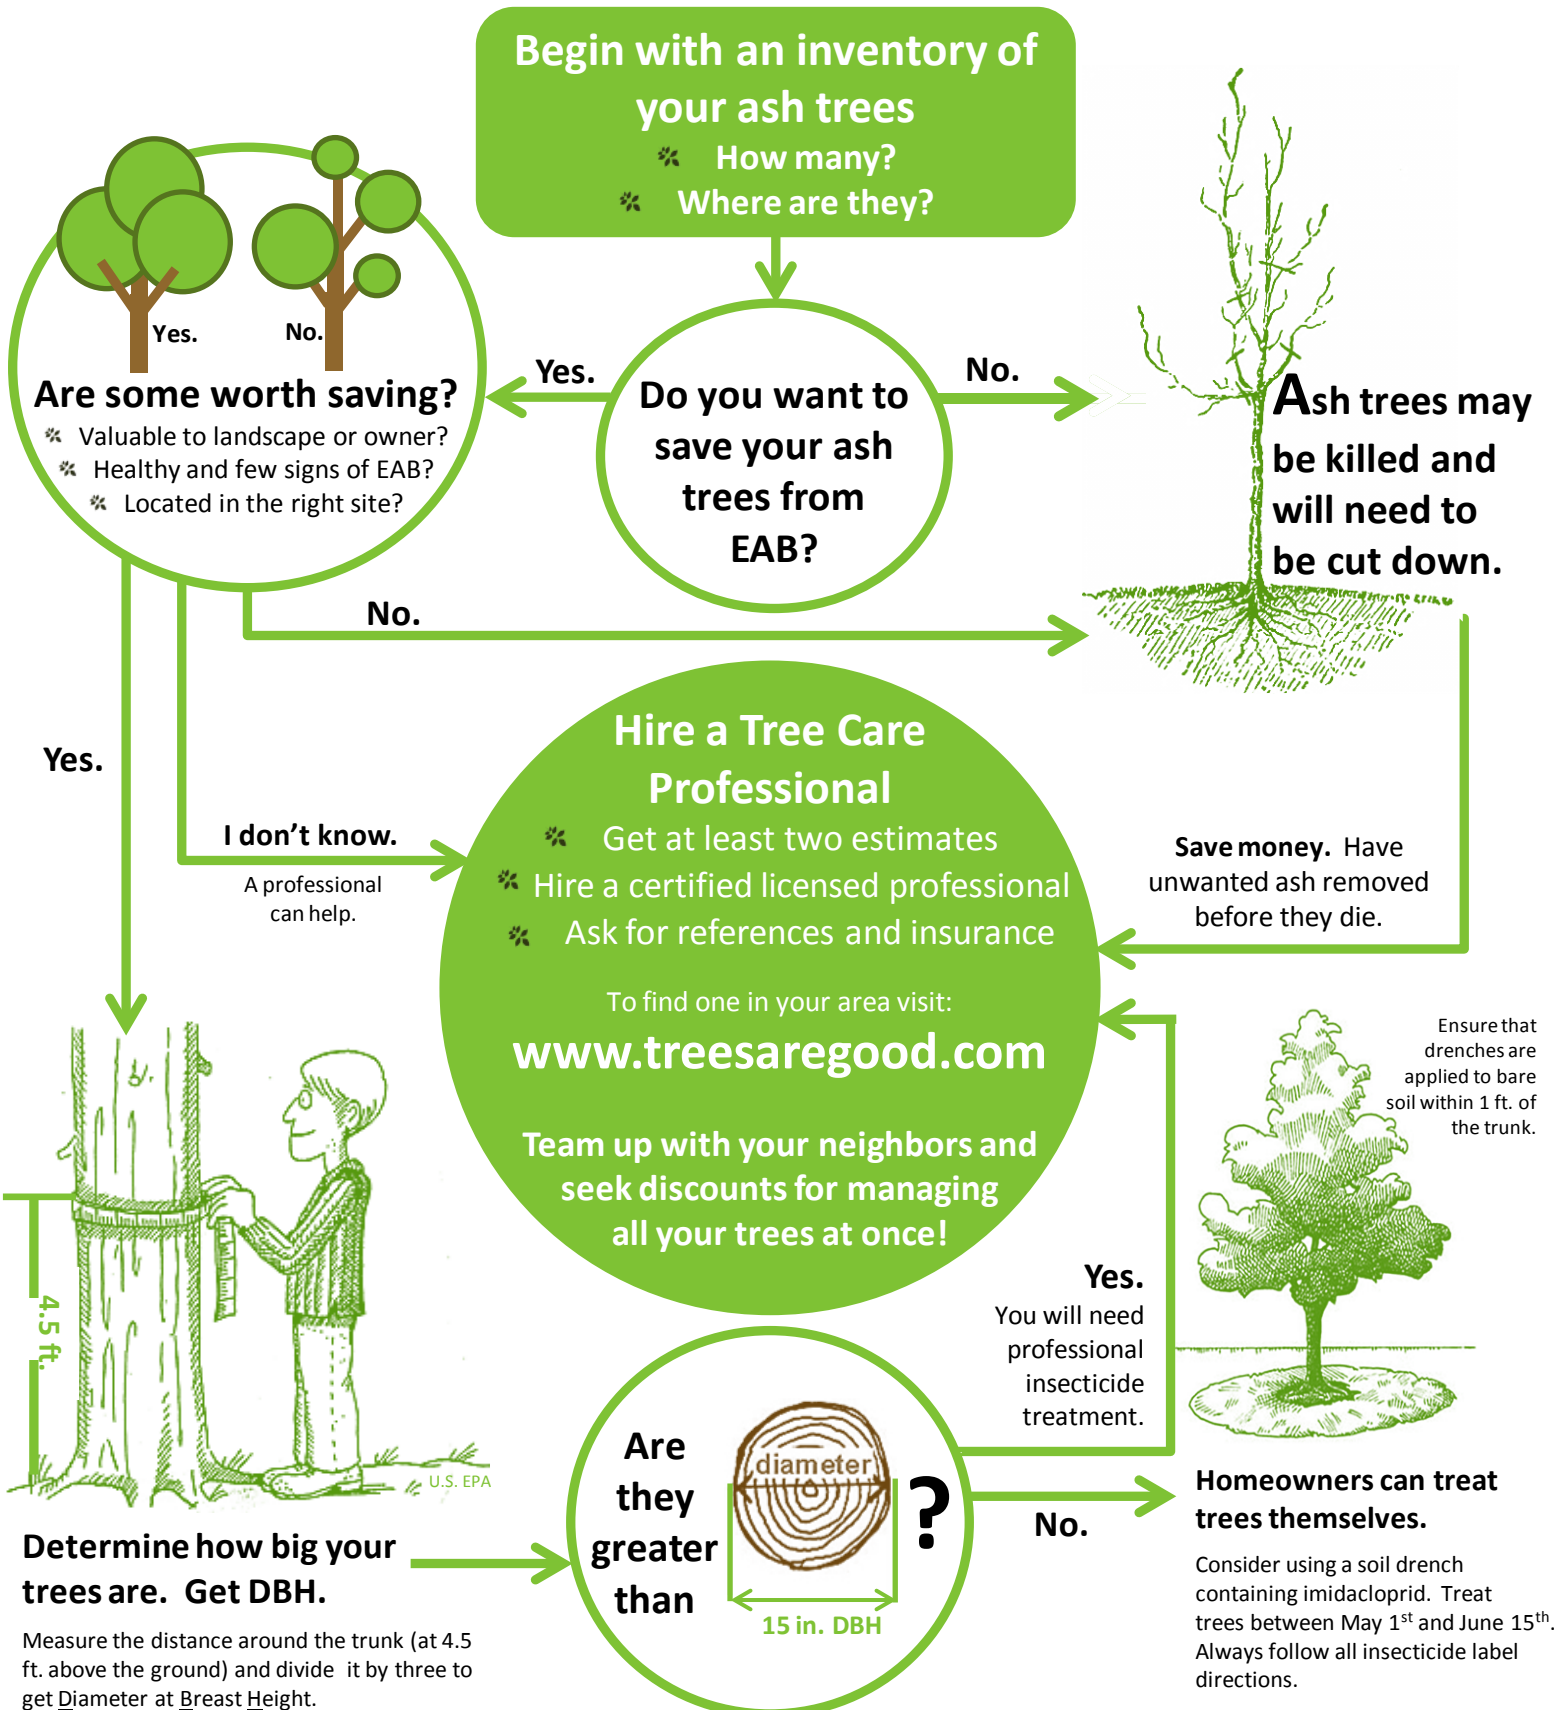 Begin with an inventory of
your ash trees
How many?
Where are they?
Yes.
No.
Are some worth saving?
Valuable to landscape or owner?
Healthy and few signs of EAB?
Located in the right site?
Yes.
Do you want to
save your ash
trees from
EAB?
No.
Ash trees may
be killed and
will need to
be cut down.
No.
Yes.
I don't know.
A professional
can help.
Hire a Tree Care
Professional
Get at least two estimates
Hire a certified licensed professional
Ask for references and insurance
To find one in your area visit:
www.treesaregood.com
Team up with your neighbors and
seek discounts for managing
all your trees at once!
Save money. Have
unwanted ash removed
before they die.
Ensure that
drenches are
applied to bare
soil within 1 ft. of
the trunk.
4.5 ft.
U.S. EPA
Determine how big your
trees are. Get DBH.
Measure the distance around the trunk (at 4.5
ft. above the ground) and divide it by three to
get Diameter at Breast Height.
Are
they
greater
than
diameter
?
15 in. DBH
Yes.
You will need
professional
insecticide
treatment.
No.
Homeowners can treat
trees themselves.
Consider using a soil drench
containing imidacloprid. Treat
trees between May 1st and June 15th.
Always follow all insecticide label
directions.